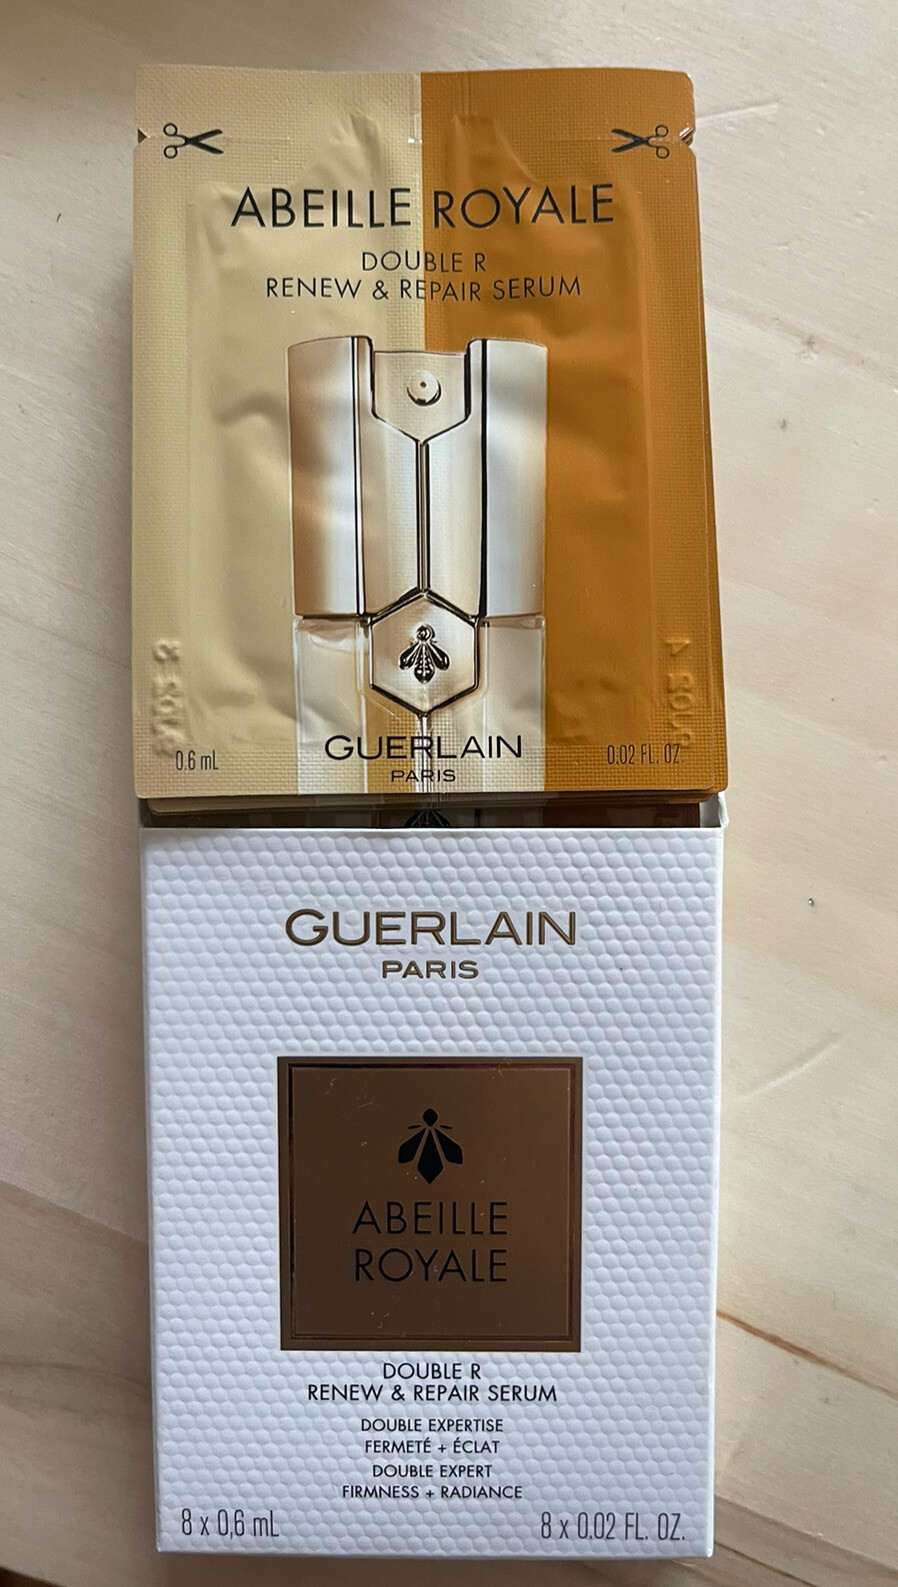 ABEILLE ROYALE
DOUBLE R
RENEW & REPAIR SERUM
GUERLAIN
PARIS
0.6 mL
0.02 FL. OZ.
GUERLAIN
PARIS
ABEILLE
ROYALE
DOUBLE R
RENEW & REPAIR SERUM
DOUBLE EXPERTISE
FERMETÉ + ÉCLAT
DOUBLE EXPERT
FIRMNESS + RADIANCE
8 x 0,6 mL
8 x 0.02 FL. OZ.